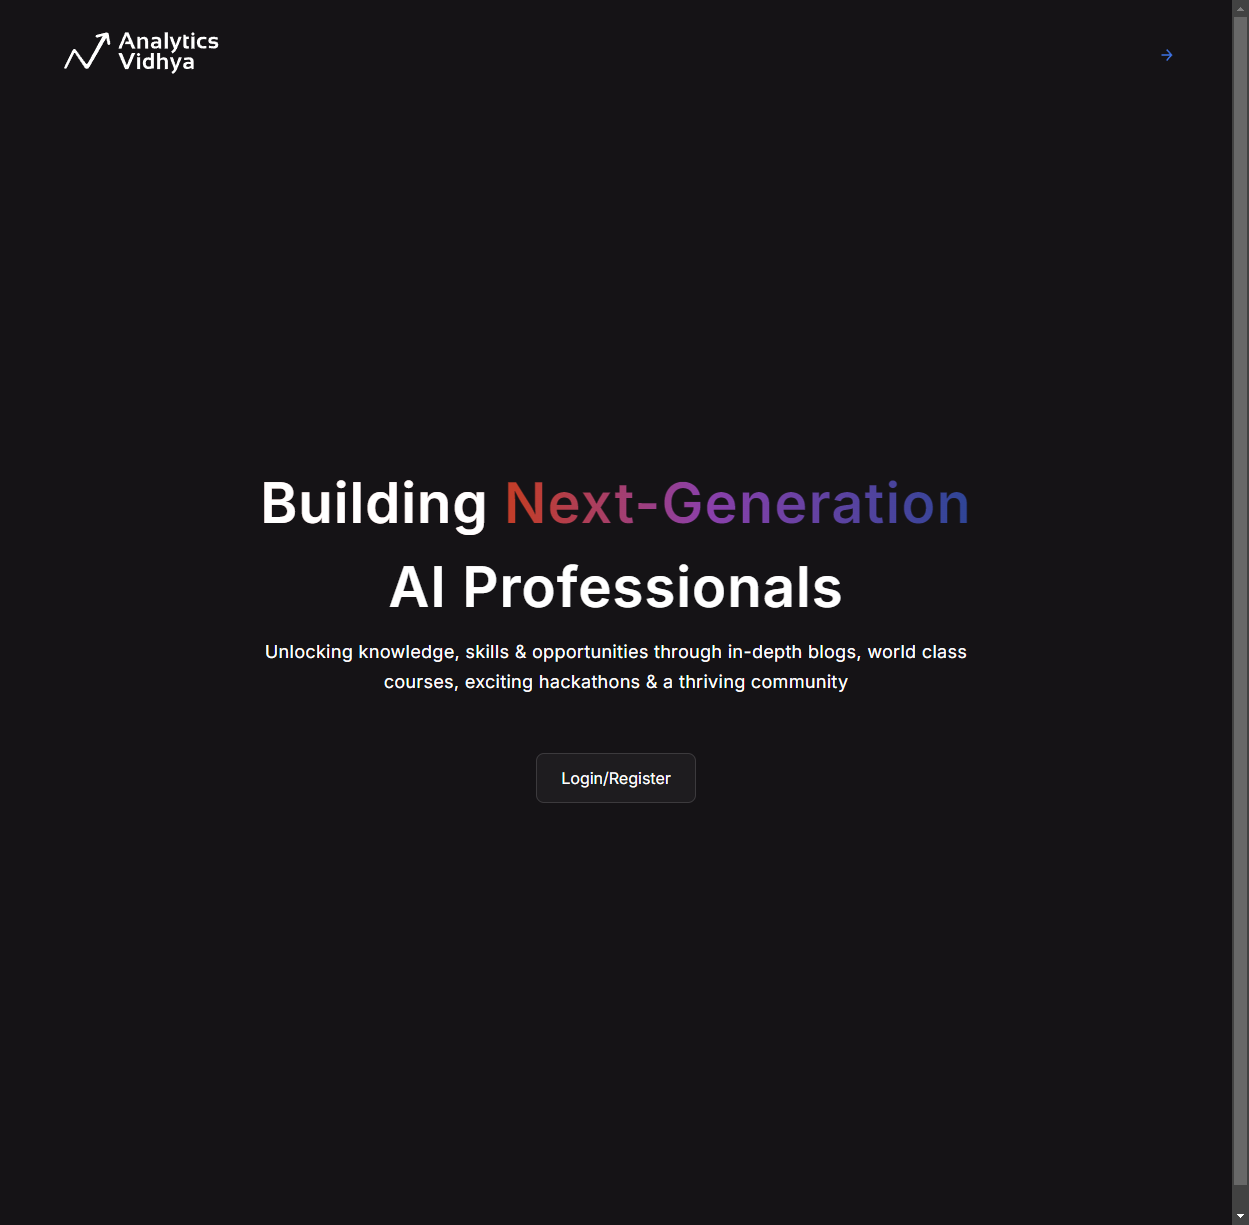 Analytics
Vidhya
Building Next-Generation
AI Professionals
Unlocking knowledge, skills & opportunities through in-depth blogs, world class
courses, exciting hackathons & a thriving community
Login/Register